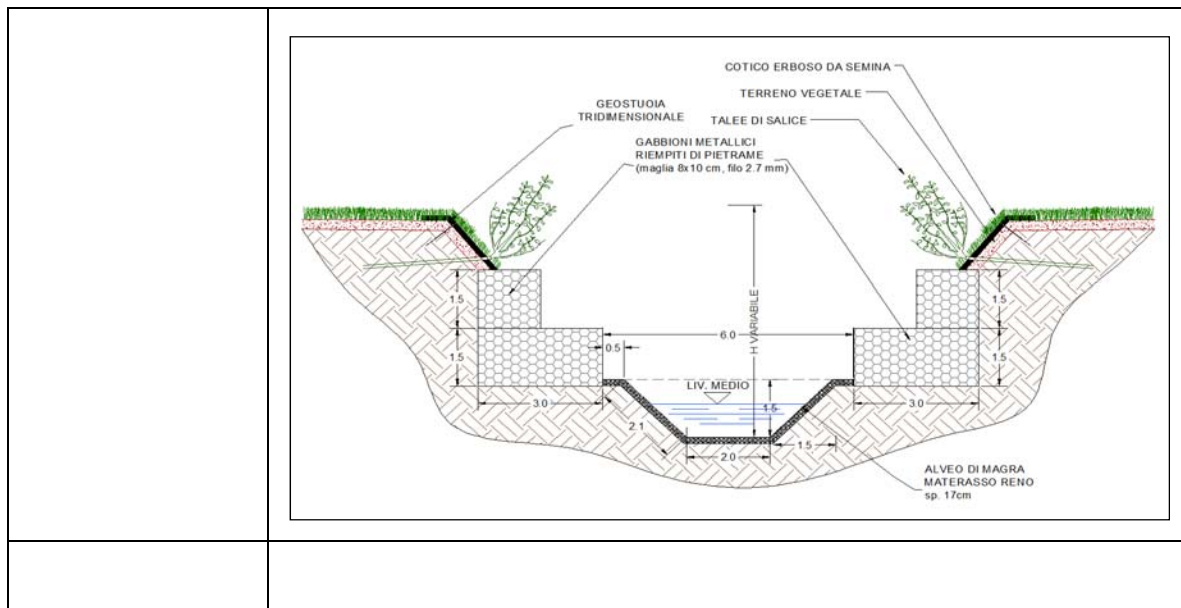 COTICO ERBOSO DA SEMINA
TERRENO VEGETALE
GEOSTUOIA
TRIDIMENSIONALE
TALEE DI SALICE
GABBIONI METALLICI
RIEMPITI DI PIETRAME
(maglia 8x10 cm, filo 2.7 mm)
1.5
1.5
H VARIABILE
6.0
1.5
1.5
0.5
LIV. MEDIO
3.0
1.5
3.0
2.1
2.0
1.5
ALVEO DI MAGRA
MATERASSO RENO
sp. 17cm